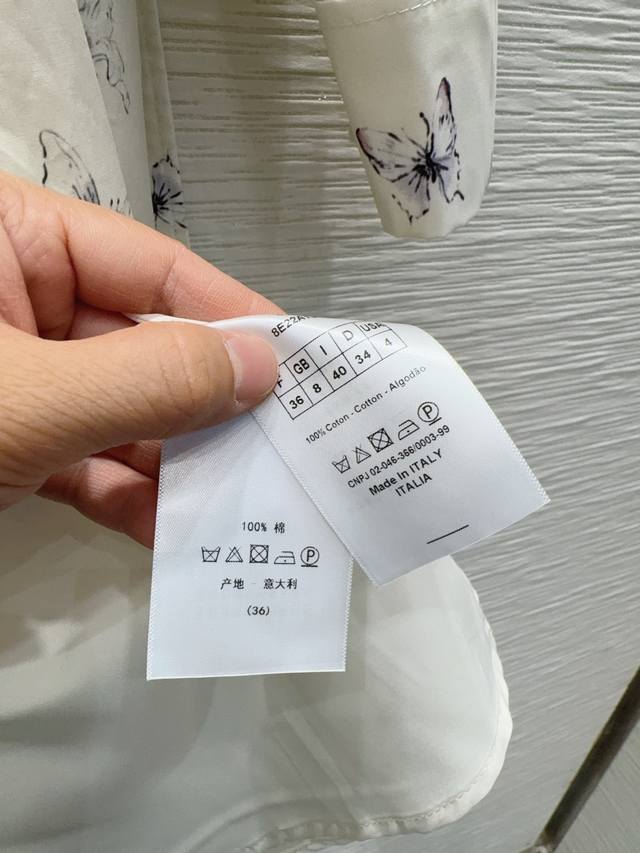 GB I D USA
36 8 40 34 4
100% Coton - Cotton - Algodão
CNPJ 02-046-366/0003-99
Made In ITALY
ITALIA
100% 棉
产地 - 意大利
(36)